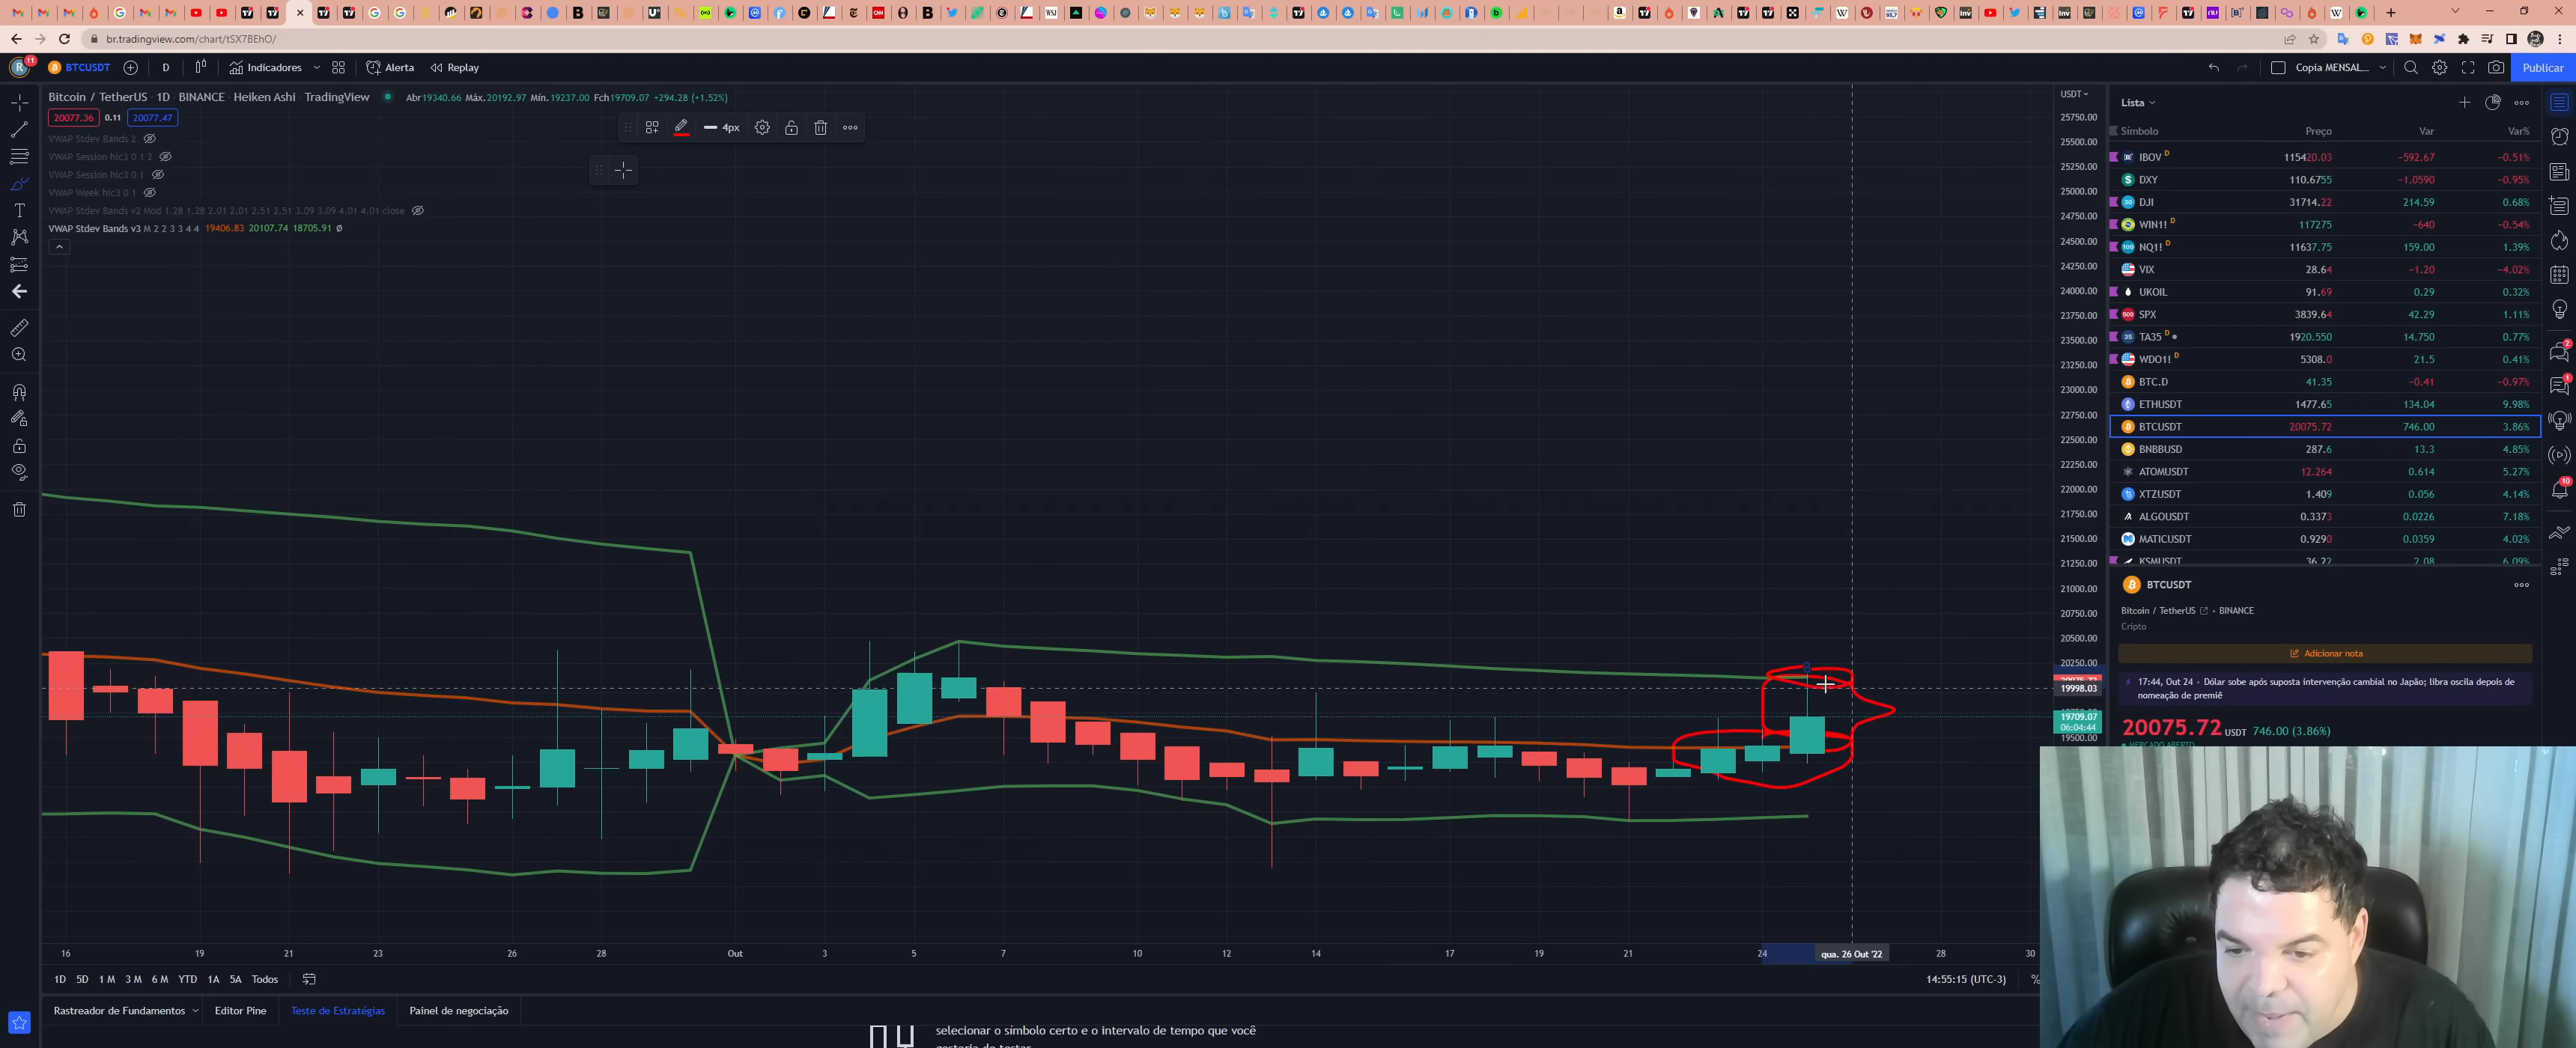 br.tradingview.com/chart/tSX7BEhO/
R 11 BTCUSDT D Indicadores Alerta Replay Copia MENSAL... Publicar
Bitcoin / TetherUS · 1D · BINANCE · Heiken Ashi · TradingView Abr19340.66 Máx.20192.97 Mín.19237.00 Fch19709.07 +294.28 (+1.52%)
20077.36 0.11 20077.47
VWAP Stdev Bands 2
VWAP Session hlc3 0 1 2
VWAP Session hlc3 0 1
VWAP Week hlc3 0 1
VWAP Stdev Bands v2 Mod 1.28 1.28 2.01 2.01 2.51 2.51 3.09 3.09 4.01 4.01 close
VWAP Stdev Bands v3 M 2 2 3 3 4 4 19406.83 20107.74 18705.91 Ø
4px
USDT
25750.00
25500.00
25250.00
25000.00
24750.00
24500.00
24250.00
24000.00
23750.00
23500.00
23250.00
23000.00
22750.00
22500.00
22250.00
22000.00
21750.00
21500.00
21250.00
21000.00
20750.00
20500.00
20250.00
19998.03
19709.07
06:04:44
19500.00
16 19 21 23 26 28 Out 3 5 7 10 12 14 17 19 21 24 qua. 26 Out '22 28 30
1D 5D 1 M 3 M 6 M YTD 1A 5A Todos
14:55:15 (UTC-3) %
Rastreador de Fundamentos Editor Pine Teste de Estratégias Painel de negociação
selecionar o símbolo certo e o intervalo de tempo que você
gostaria de testar
Lista
Símbolo Preço Var Var%
IBOV D 115420.03 −592.67 −0.51%
DXY 110.6755 −1.0590 −0.95%
DJI 31714.22 214.59 0.68%
WIN1! D 117275 −640 −0.54%
NQ1! D 11637.75 159.00 1.39%
VIX 28.64 −1.20 −4.02%
UKOIL 91.69 0.29 0.32%
SPX 3839.64 42.29 1.11%
TA35 D 1920.550 14.750 0.77%
WDO1! D 5308.0 21.5 0.41%
BTC.D 41.35 −0.41 −0.97%
ETHUSDT 1477.65 134.04 9.98%
BTCUSDT 20075.72 746.00 3.86%
BNBBUSD 287.6 13.3 4.85%
ATOMUSDT 12.264 0.614 5.27%
XTZUSDT 1.409 0.056 4.14%
ALGOUSDT 0.3373 0.0226 7.18%
MATICUSDT 0.9290 0.0359 4.02%
KSMUSDT 36.22 2.08 6.09%
BTCUSDT
Bitcoin / TetherUS • BINANCE
Cripto
Adicionar nota
17:44, Out 24 • Dólar sobe após suposta intervenção cambial no Japão; libra oscila depois de
nomeação de premiê
20075.72 USDT 746.00 (3.86%)
MERCADO ABERTO